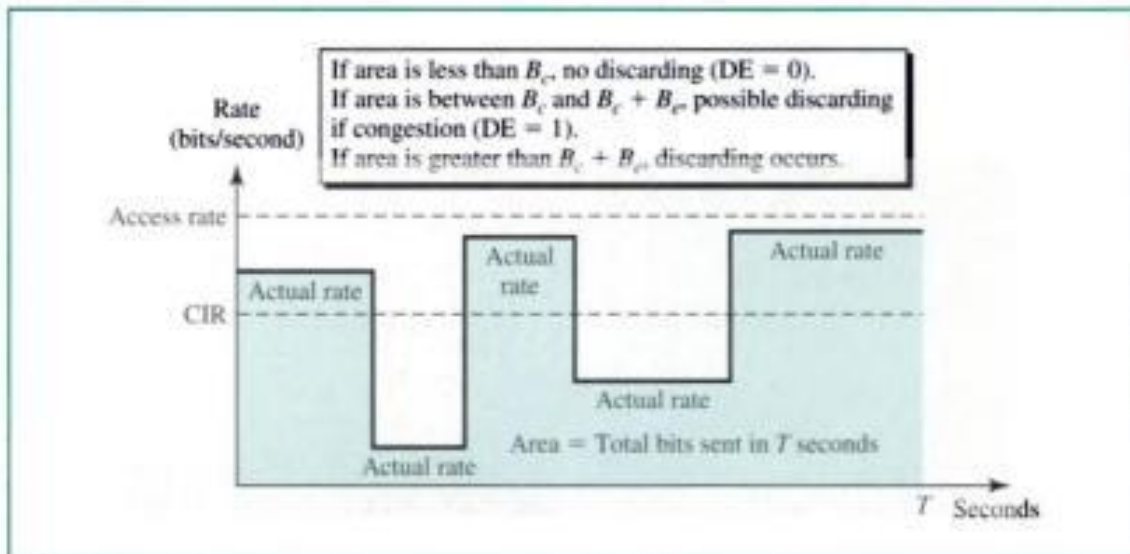 If area is less than B_c, no discarding (DE = 0).
If area is between B_c and B_c + B_e, possible discarding
if congestion (DE = 1).
If area is greater than B_c + B_e, discarding occurs.
Rate
(bits/second)
Access rate
Actual rate
Actual
rate
Actual rate
CIR
Actual rate
Area = Total bits sent in T seconds
Actual rate
T Seconds